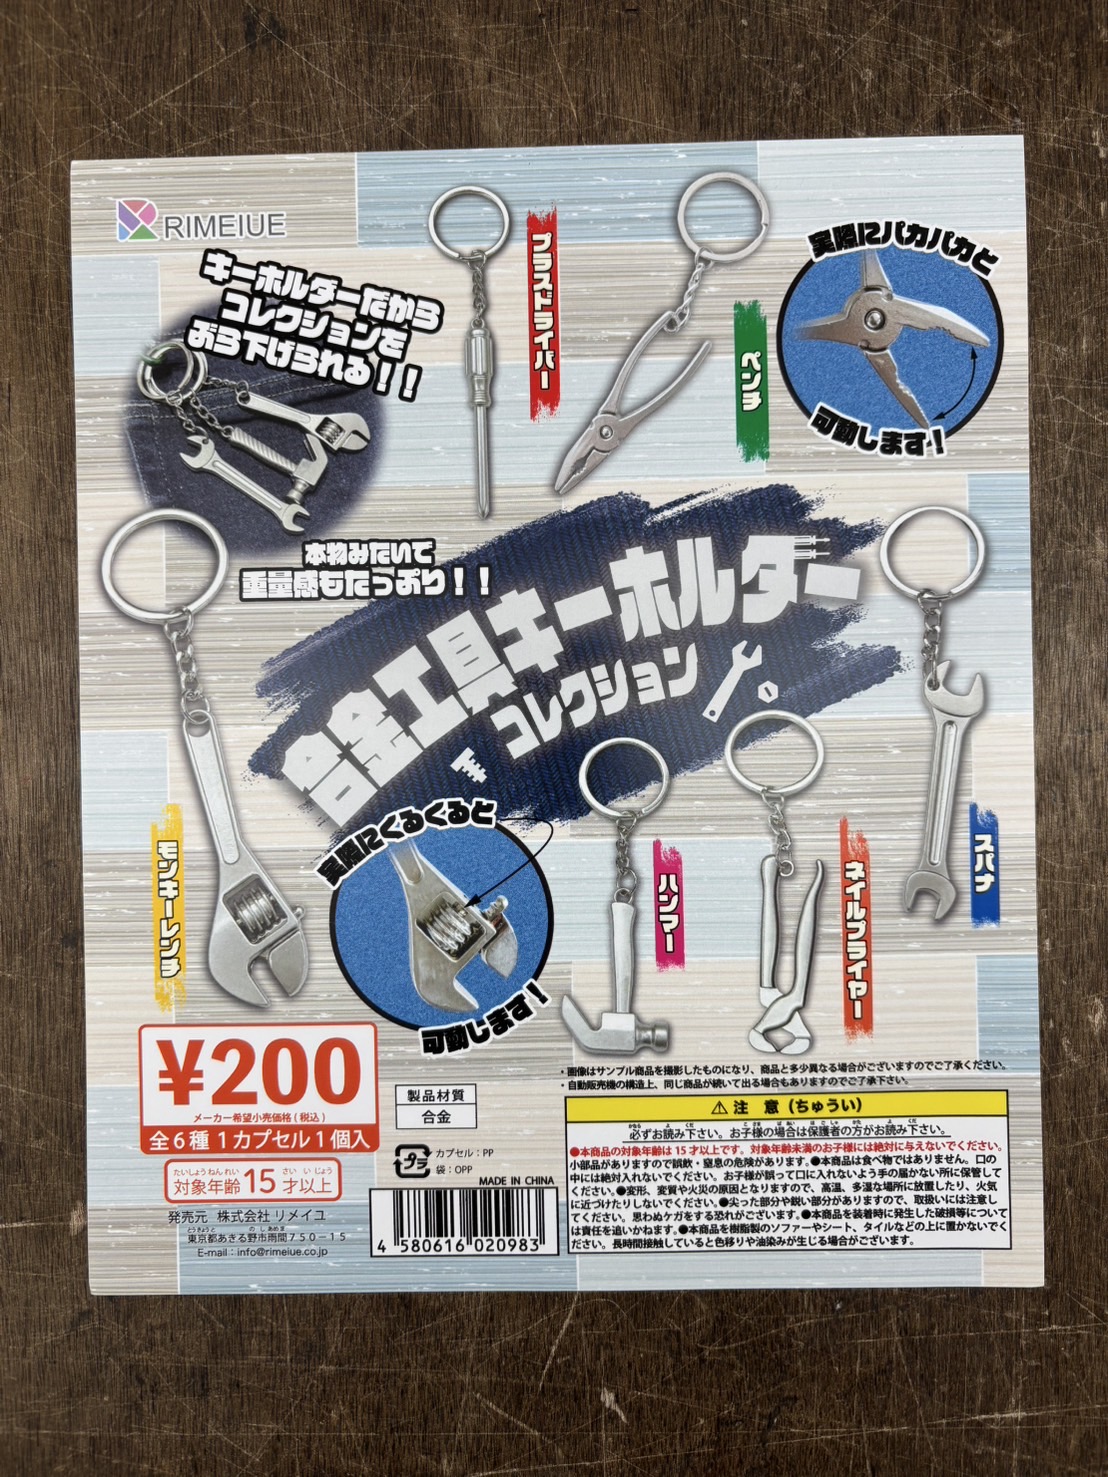 RIMEIUE
キーホルダーだから
コレクションを
ぶら下げられる！！
プラスドライバー
ペンチ
実際にパカパカと
可動します！
本物みたいで
重量感もたっぷり！！
合金工具キーホルダー
コレクション
モンキーレンチ
実際にくるくると
可動します！
ハンマー
ネイルプライヤー
スパナ
¥200
メーカー希望小売価格(税込)
全6種1カプセル1個入
たいしょうねんれい さい いじょう
対象年齢15才以上
発売元 株式会社リメイユ
とうきょうと のしあめま
東京都あきる野市雨間750-15
E-mail：info@rimeiue.co.jp
製品材質
合金
プラ
カプセル：PP
袋：OPP
MADE IN CHINA
4 580616 020983
・画像はサンプル商品を撮影したものになり、商品と多少異なる場合がございますのでご了承ください。
・自動販売機の構造上、同じ商品が続いて出る場合もありますのでご了承下さい。
⚠注 意（ちゅうい）
必ずお読み下さい。お子様の場合は保護者の方がお読み下さい。
●本商品の対象年齢は15才以上です。対象年齢未満のお子様には絶対に与えないでください。
小部品がありますので誤飲・窒息の危険があります。●本商品は食べ物ではありません。口の
中には絶対入れないでください。お子様が誤って口に入れないよう手の届かない所に保管して
ください。●変形、変質や火災の原因となりますので、高温、多湿な場所に放置したり、火気
に近づけたりしないでください。●尖った部分や鋭い部分がありますので、取扱いには注意し
てください。思わぬケガをする恐れがございます。●本商品を装着時に発生した破損等について
は責任を追いかねます。●本商品を樹脂製のソファーやシート、タイルなどの上に置かないでく
ださい。長時間接触していると色移りや油染みが生じる場合がございます。